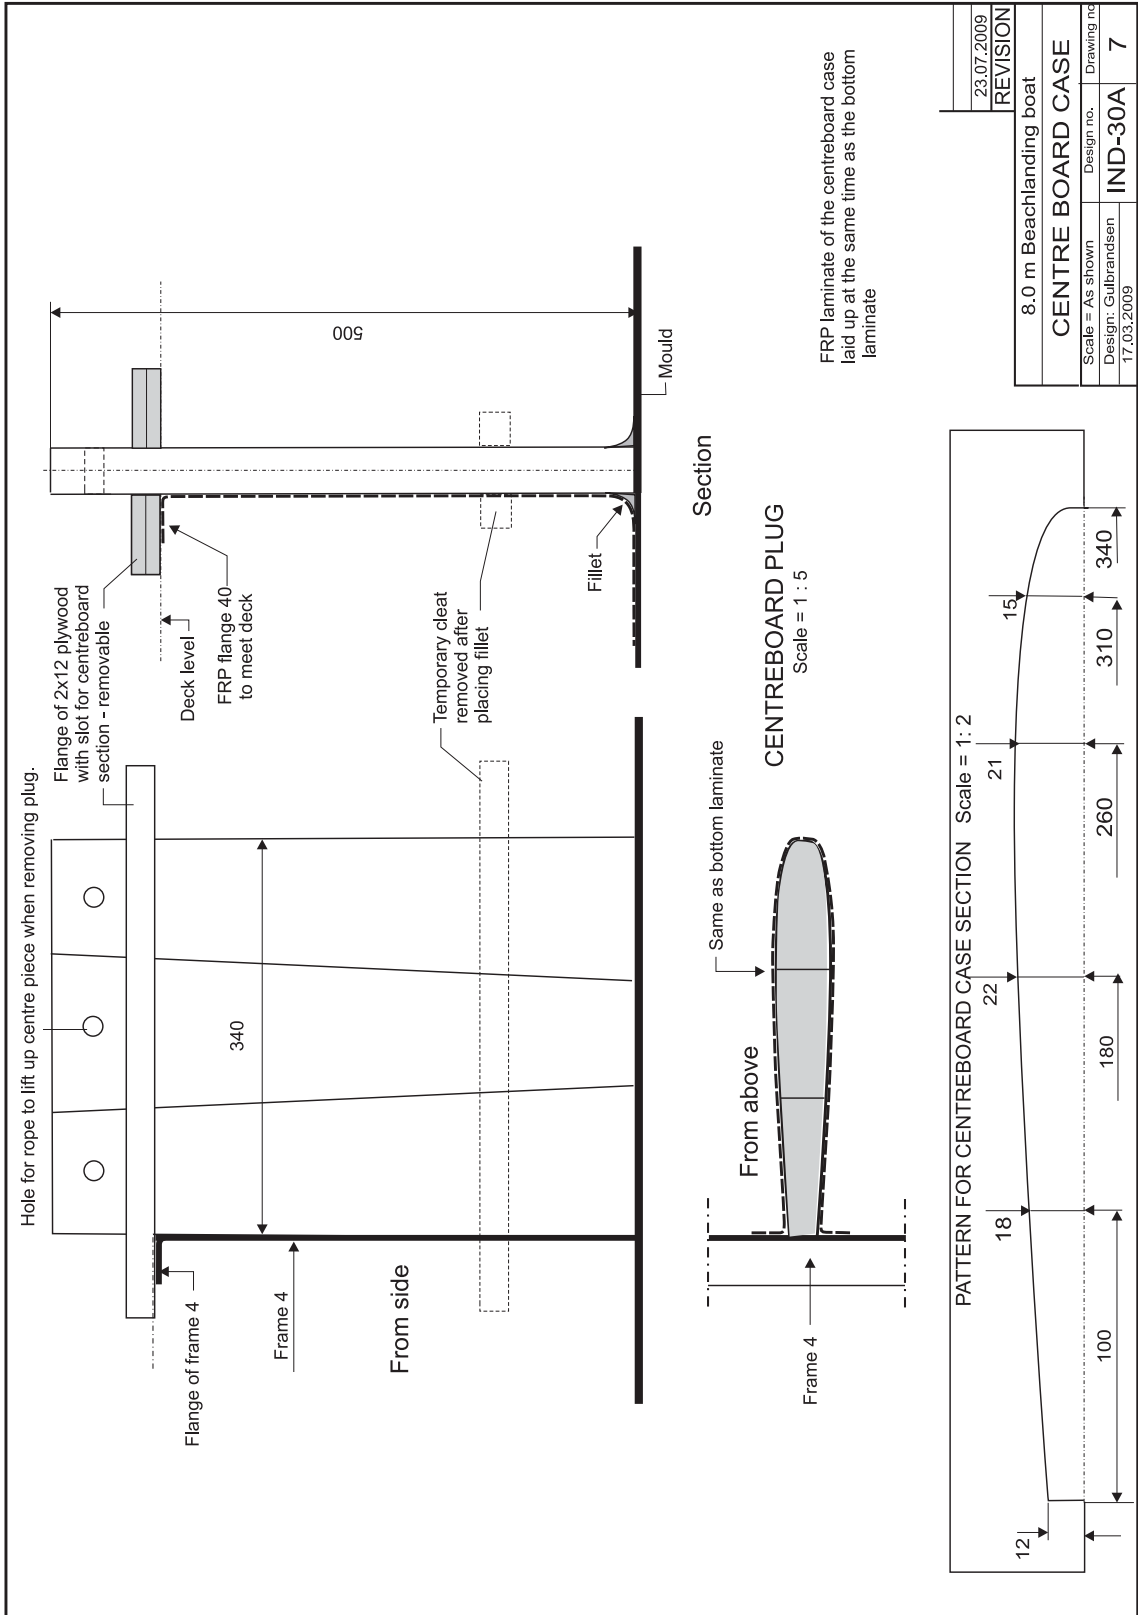 Hole for rope to lift up centre piece when removing plug.
Flange of 2x12 plywood
with slot for centreboard
section - removable
Deck level
FRP flange 40
to meet deck
500
340
Temporary cleat
removed after
placing fillet
Fillet
Mould
Flange of frame 4
Frame 4
From side
Section
FRP laminate of the centreboard case
laid up at the same time as the bottom
laminate
CENTREBOARD PLUG
Scale = 1 : 5
Same as bottom laminate
From above
Frame 4
PATTERN FOR CENTREBOARD CASE SECTION Scale = 1: 2
12
18
22
21
15
100
180
260
310
340
23.07.2009
REVISION
8.0 m Beachlanding boat
CENTRE BOARD CASE
Scale = As shown
Design: Gulbrandsen
17.03.2009
Design no.
IND-30A
Drawing no
7